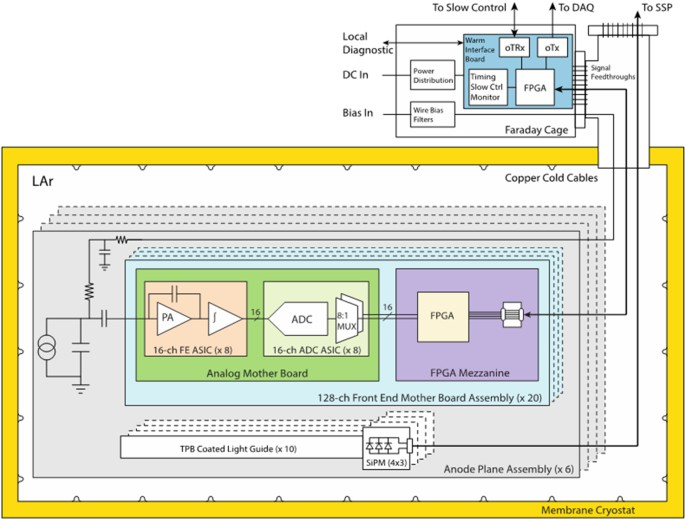 To Slow Control
To DAQ
To SSP
Local
Diagnostic
Warm
Interface
Board
oTRx
oTx
DC In
Power
Distribution
Timing
Slow Ctrl
Monitor
FPGA
Signal
Feedthroughs
Bias In
Wire Bias
Filters
Faraday Cage
LAr
Copper Cold Cables
PA
∫
16
ADC
8:1
MUX
16
FPGA
16-ch FE ASIC (x 8)
16-ch ADC ASIC (x 8)
Analog Mother Board
FPGA Mezzanine
128-ch Front End Mother Board Assembly (x 20)
TPB Coated Light Guide (x 10)
SiPM (4x3)
Anode Plane Assembly (x 6)
Membrane Cryostat